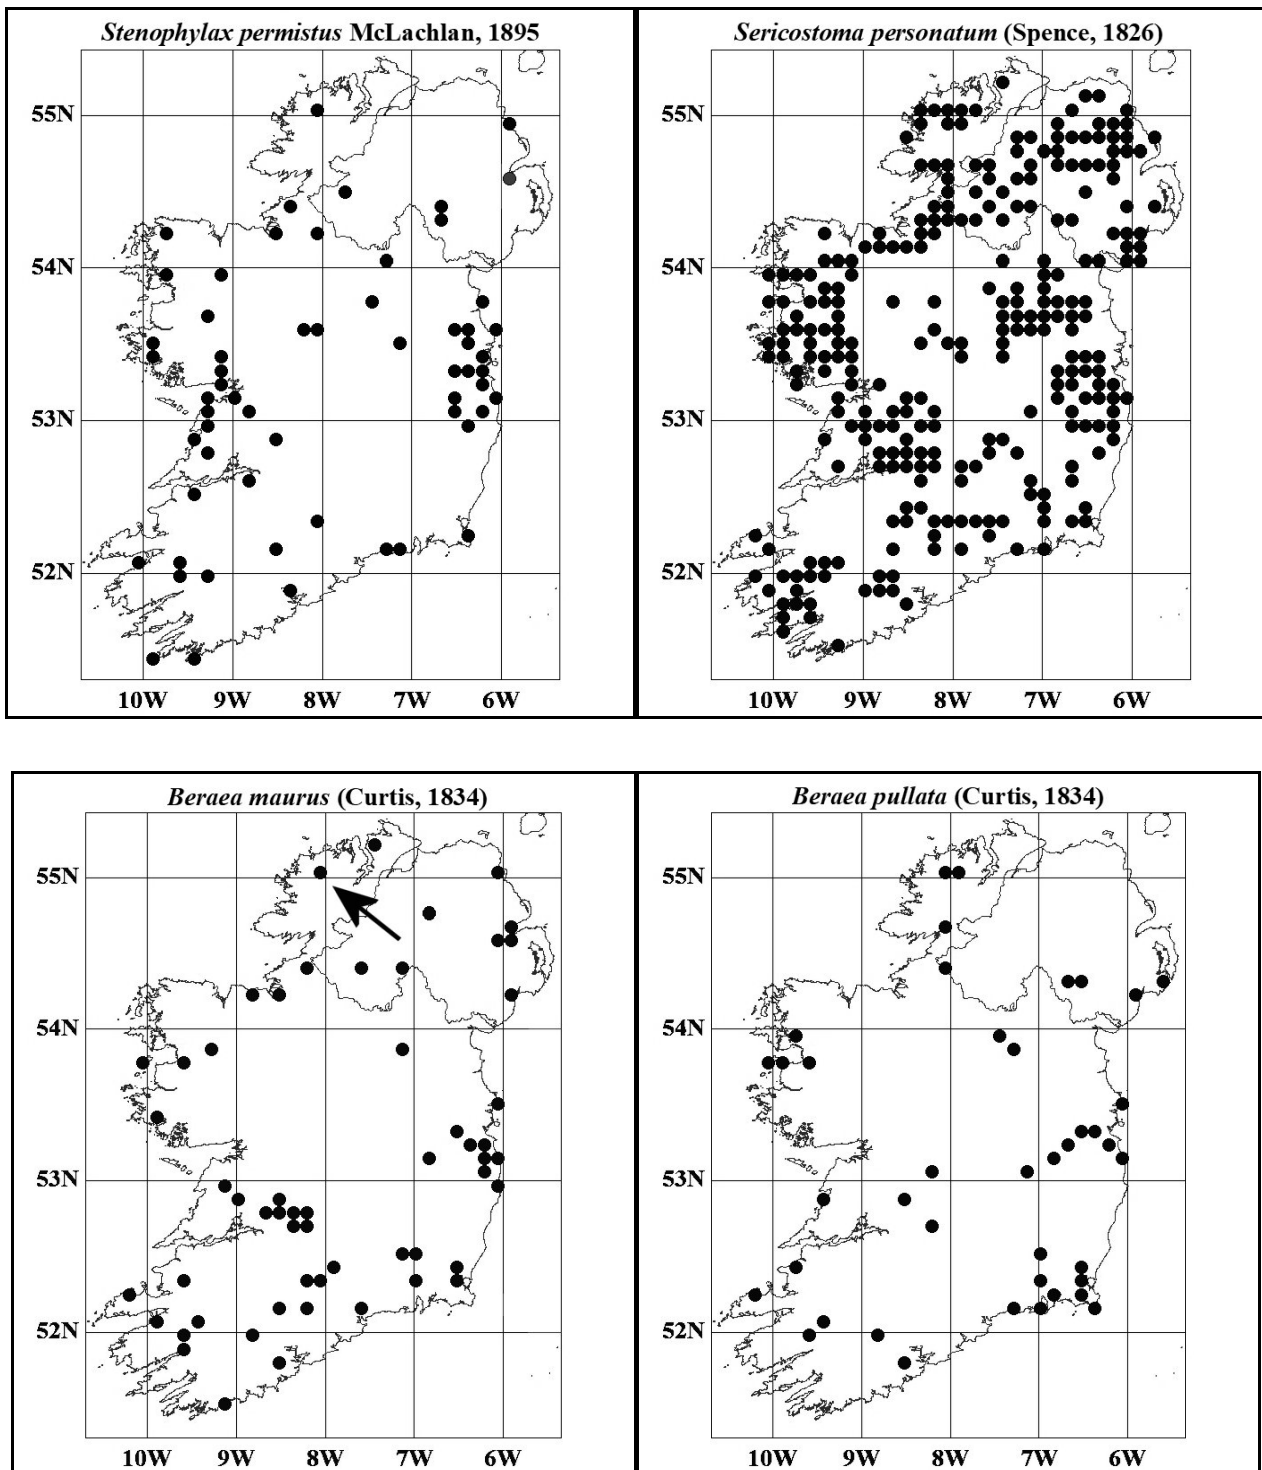 Stenophylax permistus McLachlan, 1895
55N
54N
53N
52N
10W 9W 8W 7W 6W
Sericostoma personatum (Spence, 1826)
55N
54N
53N
52N
10W 9W 8W 7W 6W
Beraea maurus (Curtis, 1834)
55N
54N
53N
52N
10W 9W 8W 7W 6W
Beraea pullata (Curtis, 1834)
55N
54N
53N
52N
10W 9W 8W 7W 6W